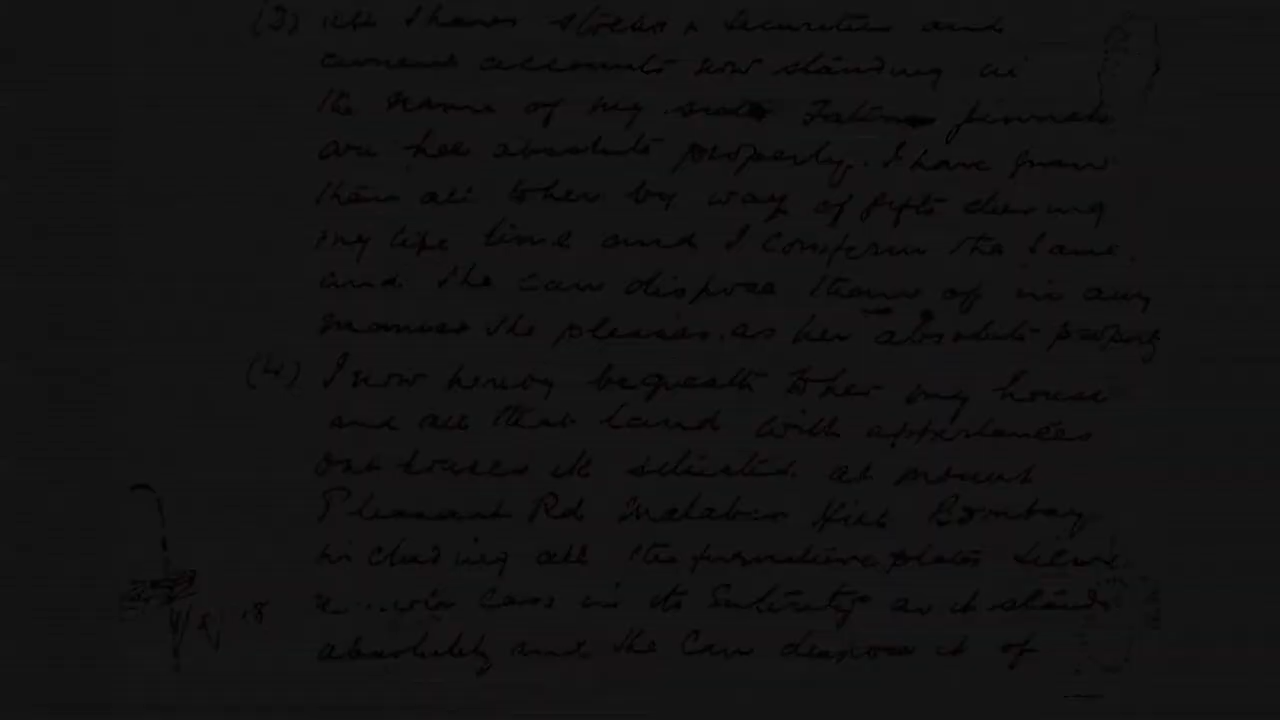 (3) All shares stocks & securities and
current accounts now standing in
the name of my sister Fatima Jinnah
are her absolute property. I have given
them all to her by way of gifts during
my life time and I confirm the same.
and she can dispose them of in any
manner she pleases as her absolute property
(4) I now hereby bequeath to her my house
and all that land with appertances
out houses etc situated at mount
Pleasant Rd Malabar Hill Bombay
including all the furniture plates silver
cars in its Entirety as it stands
absolutely and she can dispose it of